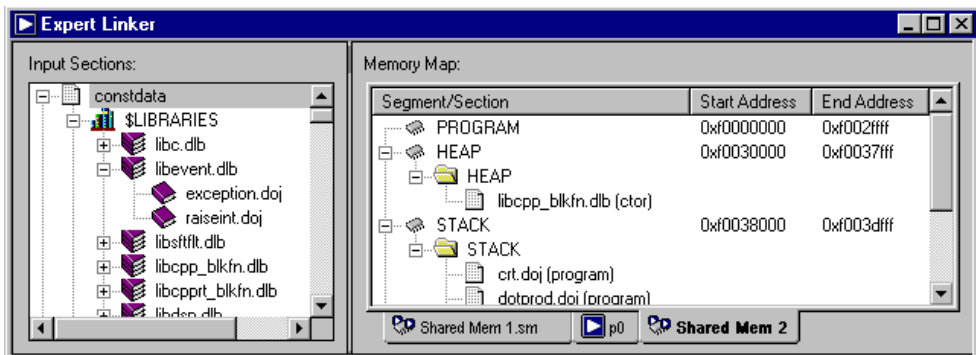 Expert Linker
Input Sections:
constdata
$LIBRARIES
libc.dlb
libevent.dlb
exception.doj
raiseint.doj
libsftflt.dlb
libcpp_blkfn.dlb
libcpprt_blkfn.dlb
libdsp.dlb
Memory Map:
Segment/Section Start Address End Address
PROGRAM 0xf0000000 0xf002ffff
HEAP 0xf0030000 0xf0037fff
HEAP
libcpp_blkfn.dlb (ctor)
STACK 0xf0038000 0xf003dfff
STACK
crt.doj (program)
dotprod.doj (program)
Shared Mem 1.sm p0 Shared Mem 2